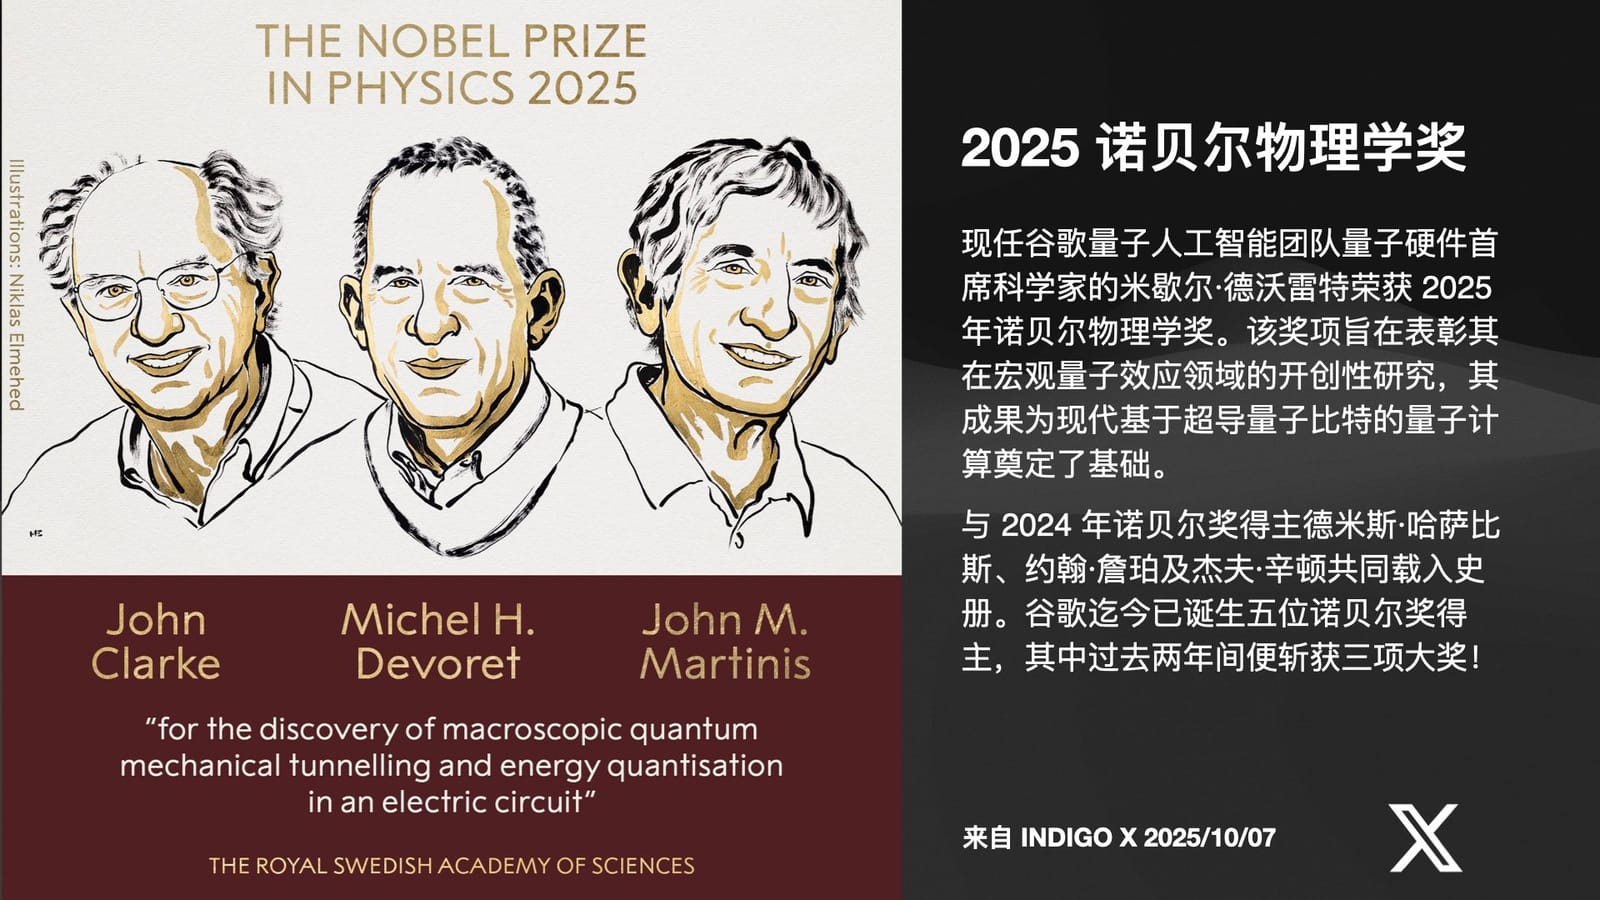 THE NOBEL PRIZE
IN PHYSICS 2025
Illustrations: Niklas Elmehed
John
Clarke
Michel H.
Devoret
John M.
Martinis
“for the discovery of macroscopic quantum
mechanical tunnelling and energy quantisation
in an electric circuit”
THE ROYAL SWEDISH ACADEMY OF SCIENCES
2025 诺贝尔物理学奖
现任谷歌量子人工智能团队量子硬件首
席科学家的米歇尔·德沃雷特荣获 2025
年诺贝尔物理学奖。该奖项旨在表彰其
在宏观量子效应领域的开创性研究，其
成果为现代基于超导量子比特的量子计
算奠定了基础。
与 2024 年诺贝尔奖得主德米斯·哈萨比
斯、约翰·詹珀及杰夫·辛顿共同载入史
册。谷歌迄今已诞生五位诺贝尔奖得
主，其中过去两年间便斩获三项大奖！
来自 INDIGO X 2025/10/07